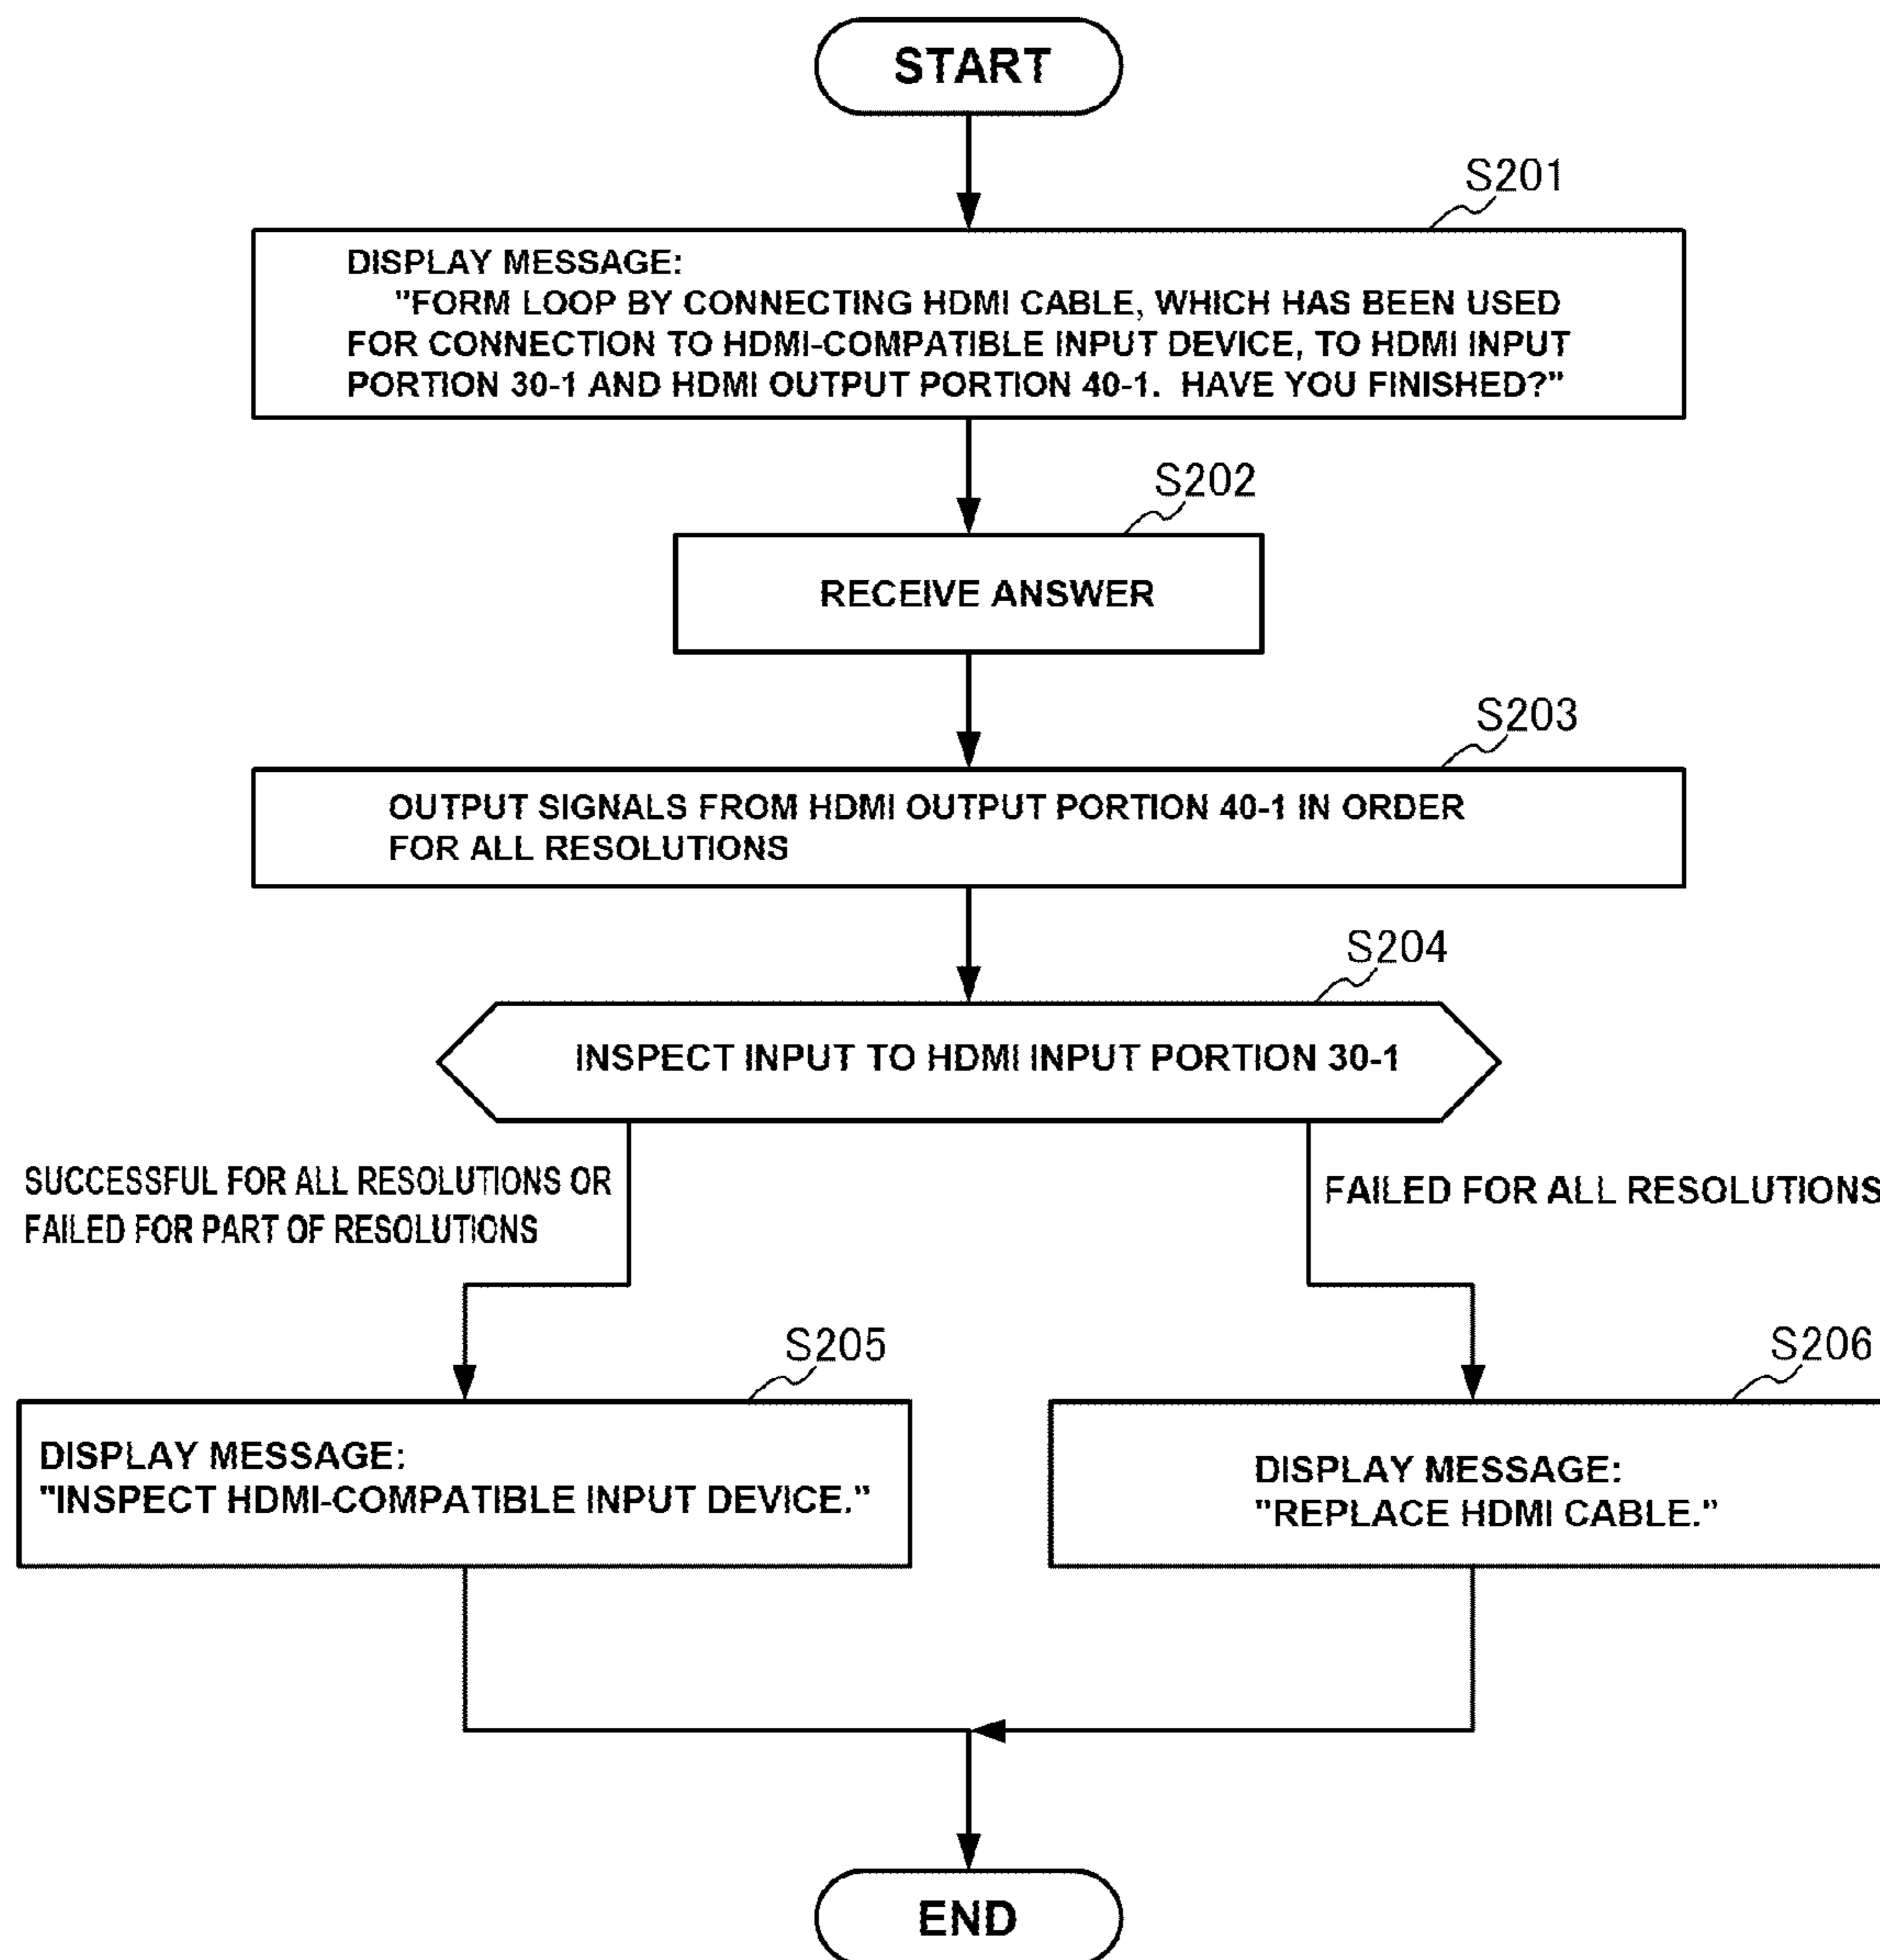 START
S201
DISPLAY MESSAGE:
"FORM LOOP BY CONNECTING HDMI CABLE, WHICH HAS BEEN USED
FOR CONNECTION TO HDMI-COMPATIBLE INPUT DEVICE, TO HDMI INPUT
PORTION 30-1 AND HDMI OUTPUT PORTION 40-1. HAVE YOU FINISHED?"
S202
RECEIVE ANSWER
S203
OUTPUT SIGNALS FROM HDMI OUTPUT PORTION 40-1 IN ORDER
FOR ALL RESOLUTIONS
S204
INSPECT INPUT TO HDMI INPUT PORTION 30-1
SUCCESSFUL FOR ALL RESOLUTIONS OR
FAILED FOR PART OF RESOLUTIONS
FAILED FOR ALL RESOLUTIONS
S205
DISPLAY MESSAGE:
"INSPECT HDMI-COMPATIBLE INPUT DEVICE."
S206
DISPLAY MESSAGE:
"REPLACE HDMI CABLE."
END